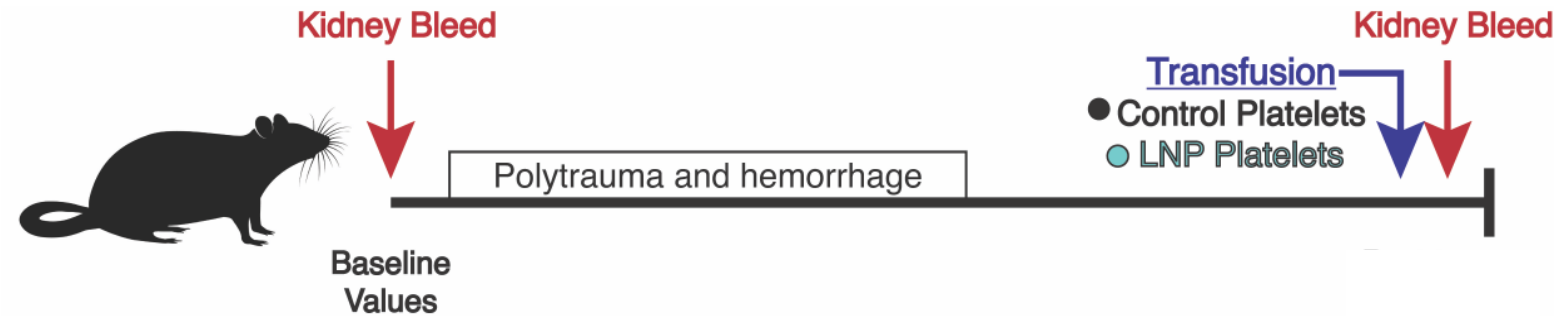 Kidney Bleed
Kidney Bleed
Transfusion
Control Platelets
LNP Platelets
Polytrauma and hemorrhage
Baseline
Values